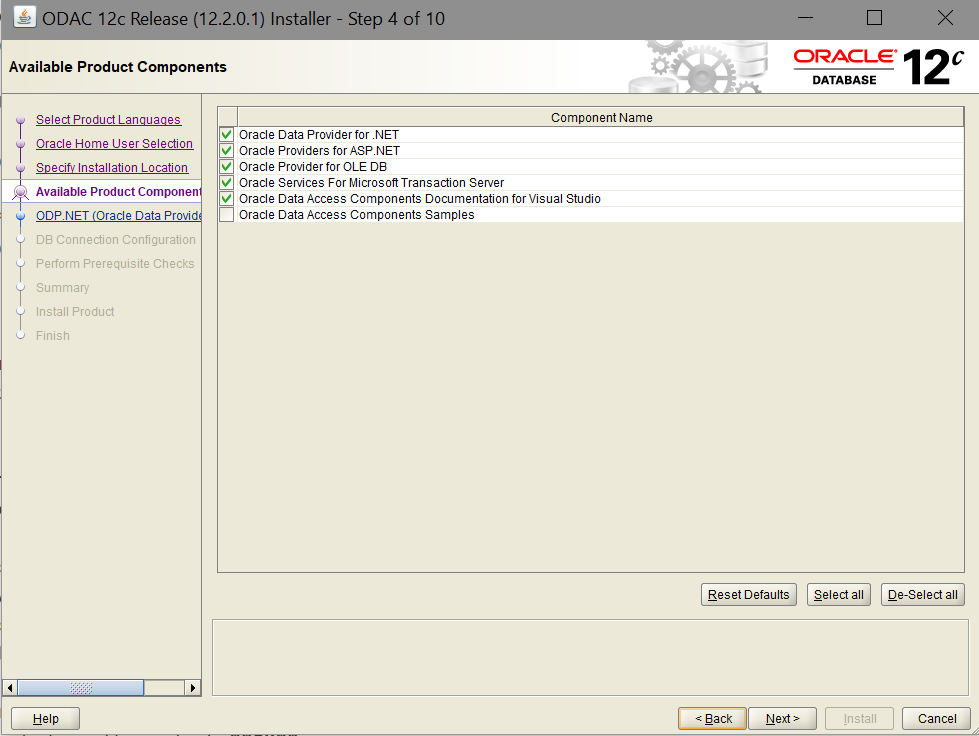 ODAC 12c Release (12.2.0.1) Installer - Step 4 of 10
Available Product Components
ORACLE
DATABASE
12c
Select Product Languages
Oracle Home User Selection
Specify Installation Location
Available Product Component
ODP.NET (Oracle Data Provide
DB Connection Configuration
Perform Prerequisite Checks
Summary
Install Product
Finish
Component Name
Oracle Data Provider for .NET
Oracle Providers for ASP.NET
Oracle Provider for OLE DB
Oracle Services For Microsoft Transaction Server
Oracle Data Access Components Documentation for Visual Studio
Oracle Data Access Components Samples
Reset Defaults
Select all
De-Select all
Help
< Back
Next >
Install
Cancel